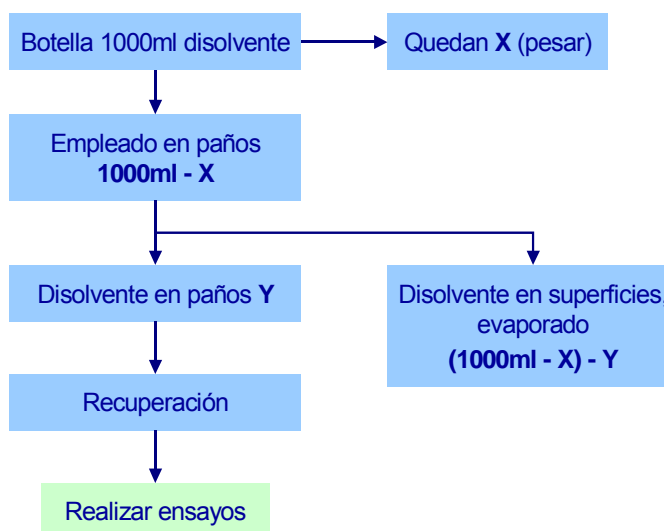 Botella 1000ml disolvente
Quedan X (pesar)
Empleado en paños
1000ml - X
Disolvente en paños Y
Disolvente en superficies,
evaporado
(1000ml - X) - Y
Recuperación
Realizar ensayos